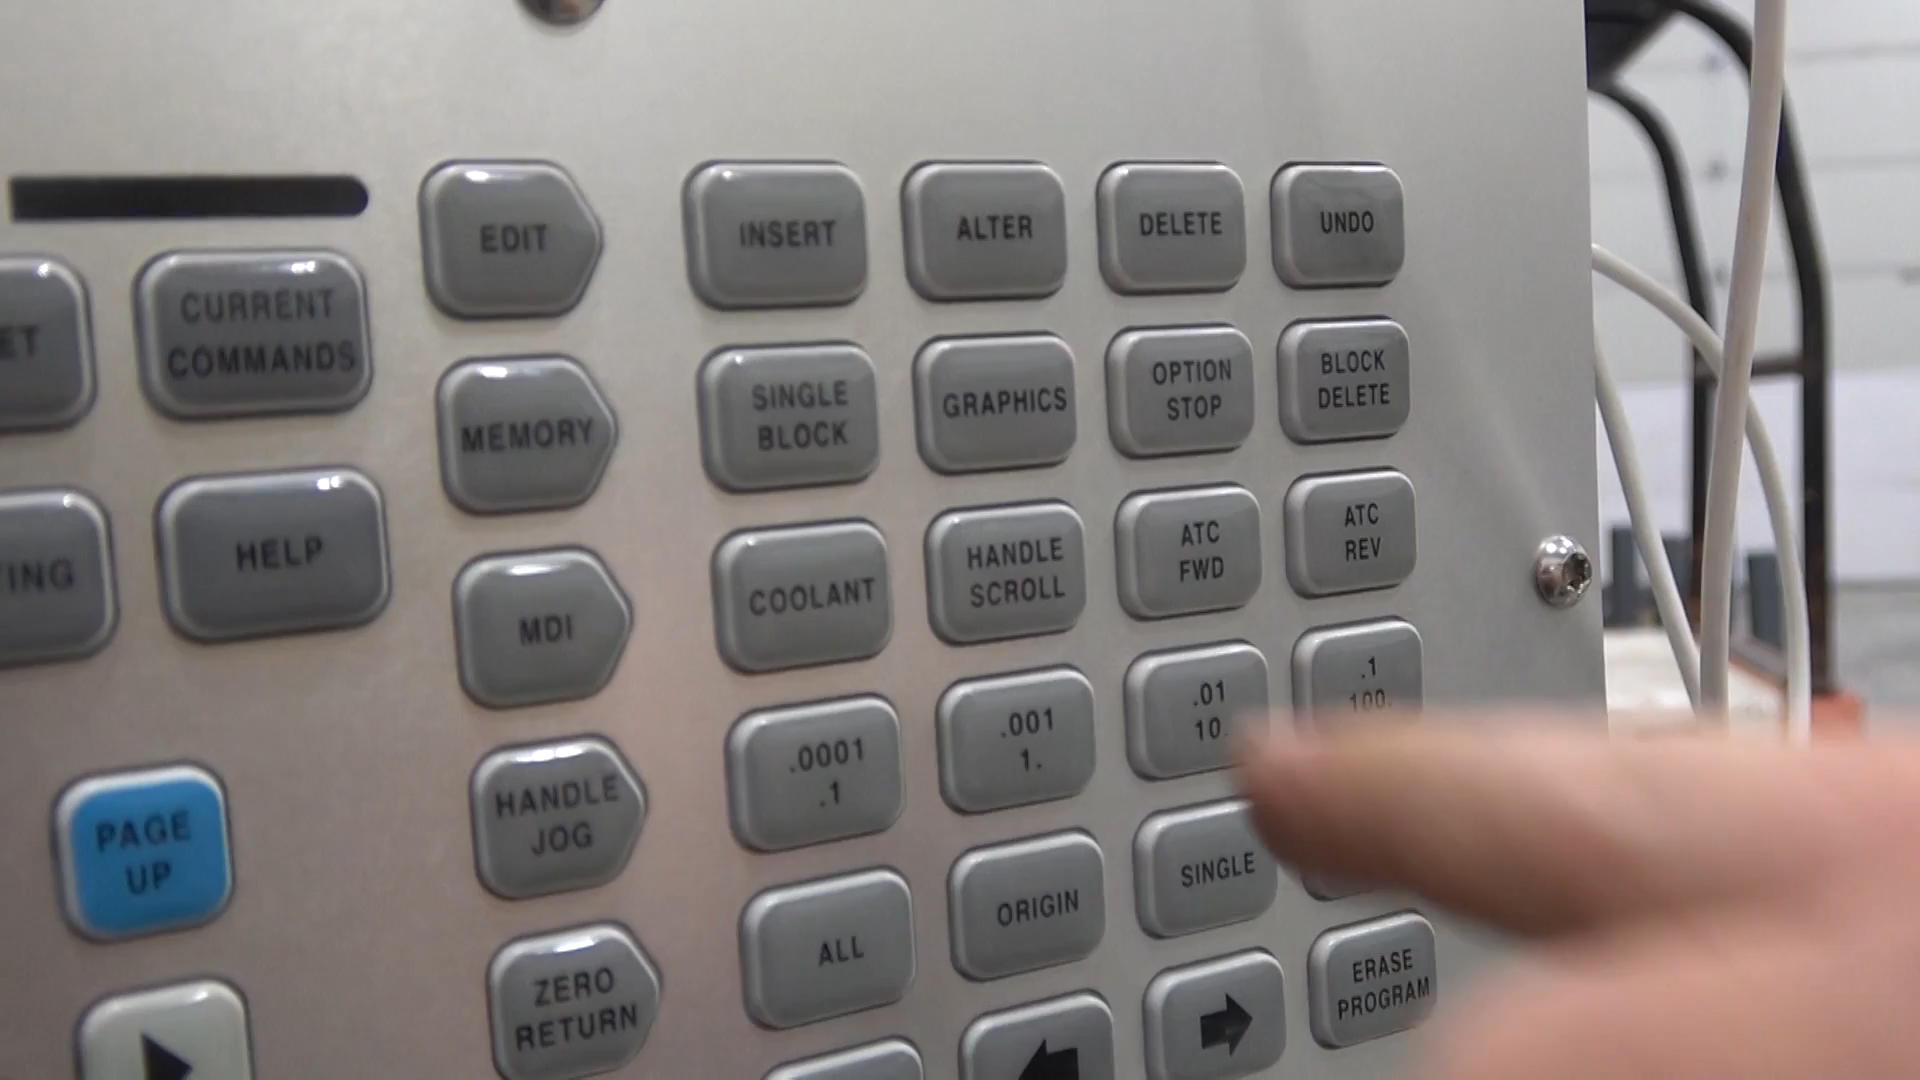 EDIT
INSERT
ALTER
DELETE
UNDO
CURRENT
COMMANDS
MEMORY
SINGLE
BLOCK
GRAPHICS
OPTION
STOP
BLOCK
DELETE
HELP
MDI
COOLANT
HANDLE
SCROLL
ATC
FWD
ATC
REV
PAGE
UP
HANDLE
JOG
.0001
.1
.001
1.
.01
10.
.1
100.
ZERO
RETURN
ALL
ORIGIN
SINGLE
ERASE
PROGRAM